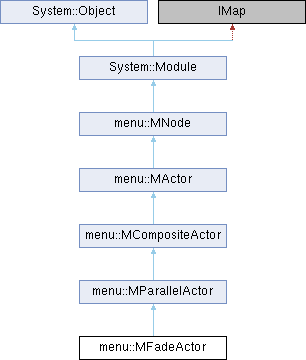 System::Object
IMap
System::Module
menu::MNode
menu::MActor
menu::MCompositeActor
menu::MParallelActor
menu::MFadeActor